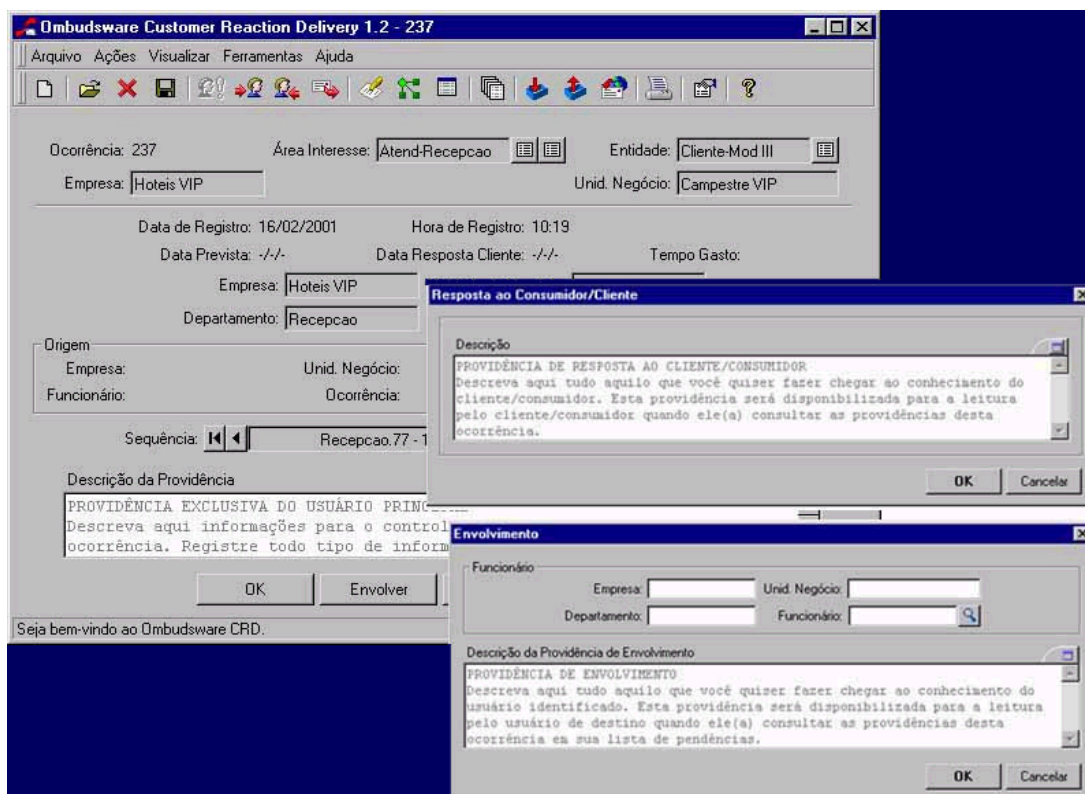 Ombudsware Customer Reaction Delivery 1.2 - 237
Arquivo Ações Visualizar Ferramentas Ajuda
Ocorrência: 237 Área Interesse: Atend-Recepcao Entidade: Cliente-Mod III
Empresa: Hoteis VIP Unid. Negócio: Campestre VIP
Data de Registro: 16/02/2001 Hora de Registro: 10:19
Data Prevista: -/-/- Data Resposta Cliente: -/-/- Tempo Gasto:
Empresa: Hoteis VIP
Departamento: Recepcao
Origem
Empresa: Unid. Negócio:
Funcionário: Ocorrência:
Sequência: Recepcao.77 - 1
Descrição da Providência
PROVIDÊNCIA EXCLUSIVA DO USUÁRIO
Descreva aqui informações para o control
ocorrência. Registre todo tipo de inform
OK Envolver
Seja bem-vindo ao Ombudsware CRD.
Resposta ao Consumidor/Cliente
Descrição
PROVIDÊNCIA DE RESPOSTA AO CLIENTE/CONSUMIDOR
Descreva aqui tudo aquilo que você quiser fazer chegar ao conhecimento do
cliente/consumidor. Esta providência será disponibilizada para a leitura
pelo cliente/consumidor quando ele(a) consultar as providências desta
ocorrência.
OK Cancelar
Envolvimento
Funcionário
Empresa: Unid. Negócio:
Departamento: Funcionário:
Descrição da Providência de Envolvimento
PROVIDÊNCIA DE ENVOLVIMENTO
Descreva aqui tudo aquilo que você quiser fazer chegar ao conhecimento do
usuário identificado. Esta providência será disponibilizada para a leitura
pelo usuário de destino quando ele(a) consultar as providências desta
ocorrência em sua lista de pendências.
OK Cancelar